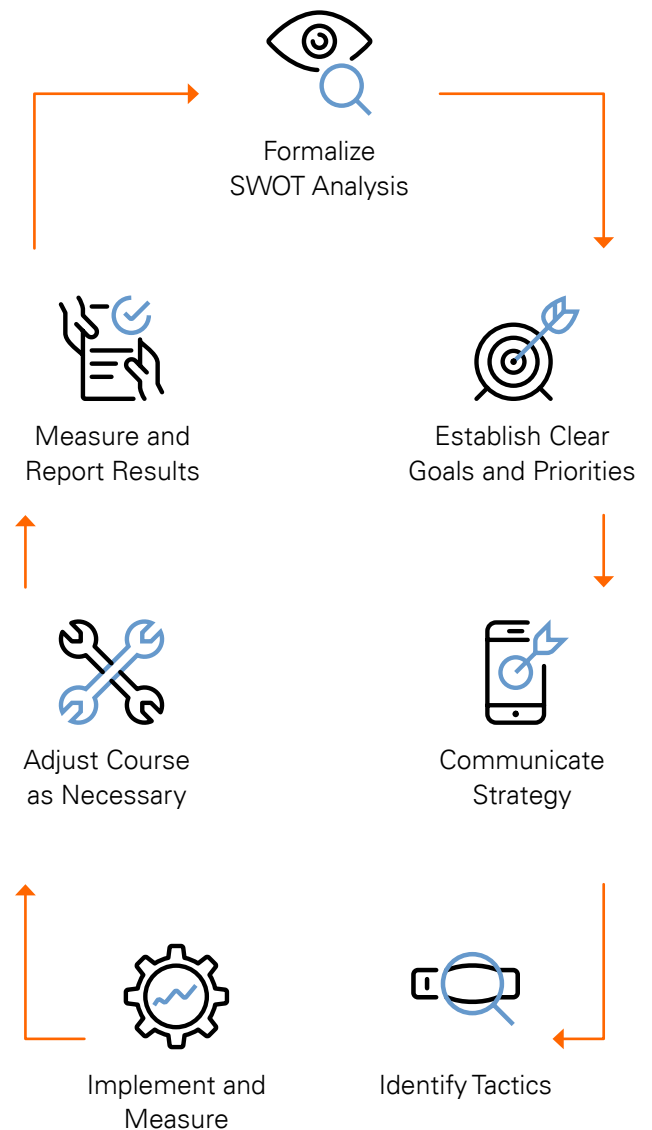 Formalize
SWOT Analysis
Establish Clear
Goals and Priorities
Communicate
Strategy
Identify Tactics
Implement and
Measure
Adjust Course
as Necessary
Measure and
Report Results